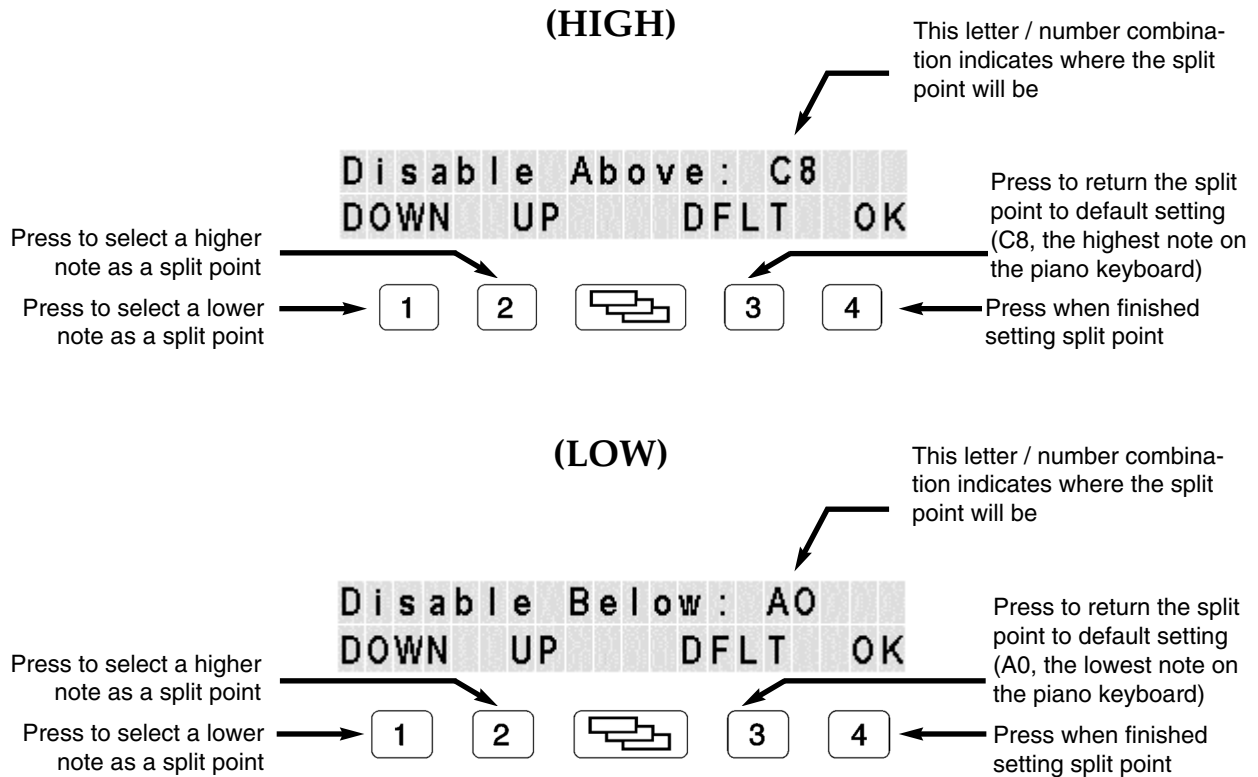 (HIGH)
This letter / number combina-
tion indicates where the split
point will be
Disable Above: C8
DOWN UP DFLT OK
Press to select a higher
note as a split point
Press to select a lower
note as a split point
1 2 3 4
Press to return the split
point to default setting
(C8, the highest note on
the piano keyboard)
Press when finished
setting split point
(LOW)
This letter / number combina-
tion indicates where the split
point will be
Disable Below: A0
DOWN UP DFLT OK
Press to select a higher
note as a split point
Press to select a lower
note as a split point
1 2 3 4
Press to return the split
point to default setting
(A0, the lowest note on
the piano keyboard)
Press when finished
setting split point